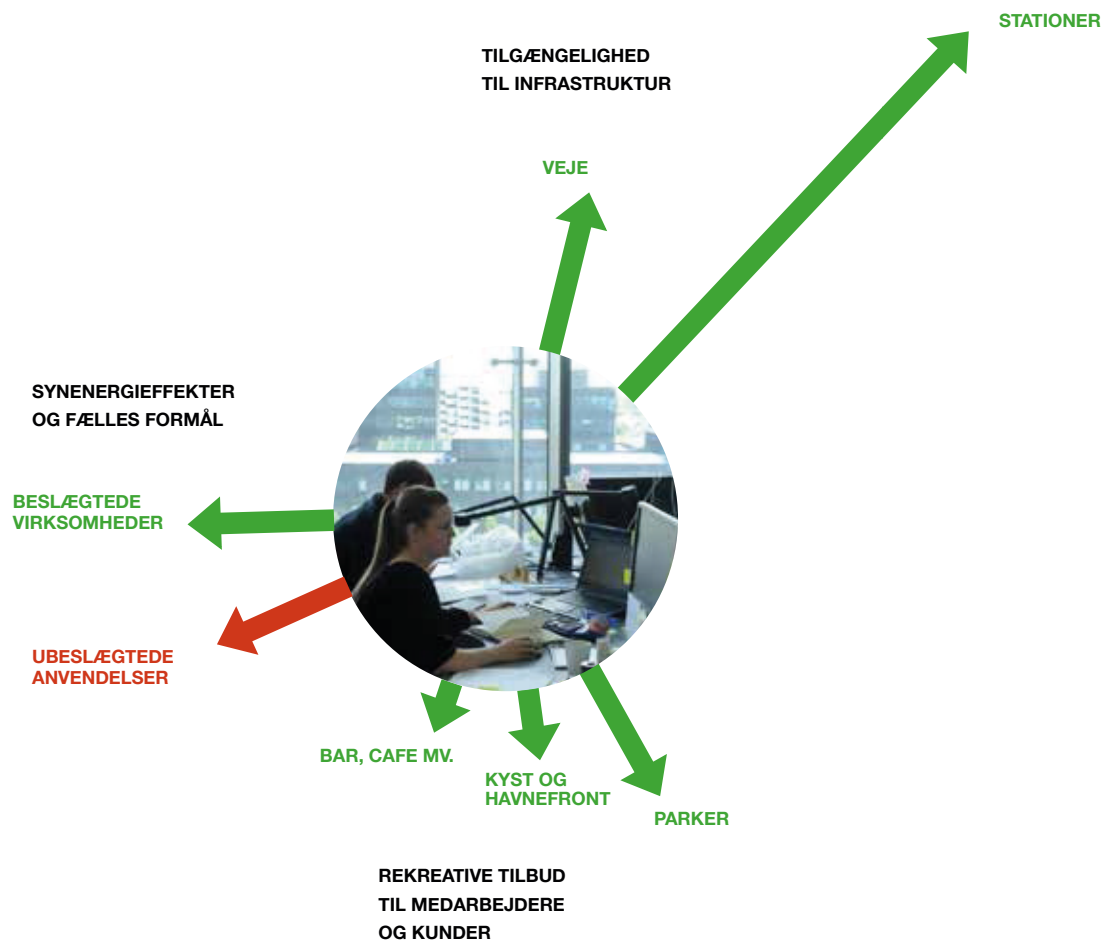 STATIONER
TILGÆNGELIGHED
TIL INFRASTRUKTUR
VEJE
SYNENERGIEFFEKTER
OG FÆLLES FORMÅL
BESLÆGTEDE
VIRKSOMHEDER
UBESLÆGTEDE
ANVENDELSER
BAR, CAFE MV.
KYST OG
HAVNEFRONT
PARKER
REKREATIVE TILBUD
TIL MEDARBEJDERE
OG KUNDER